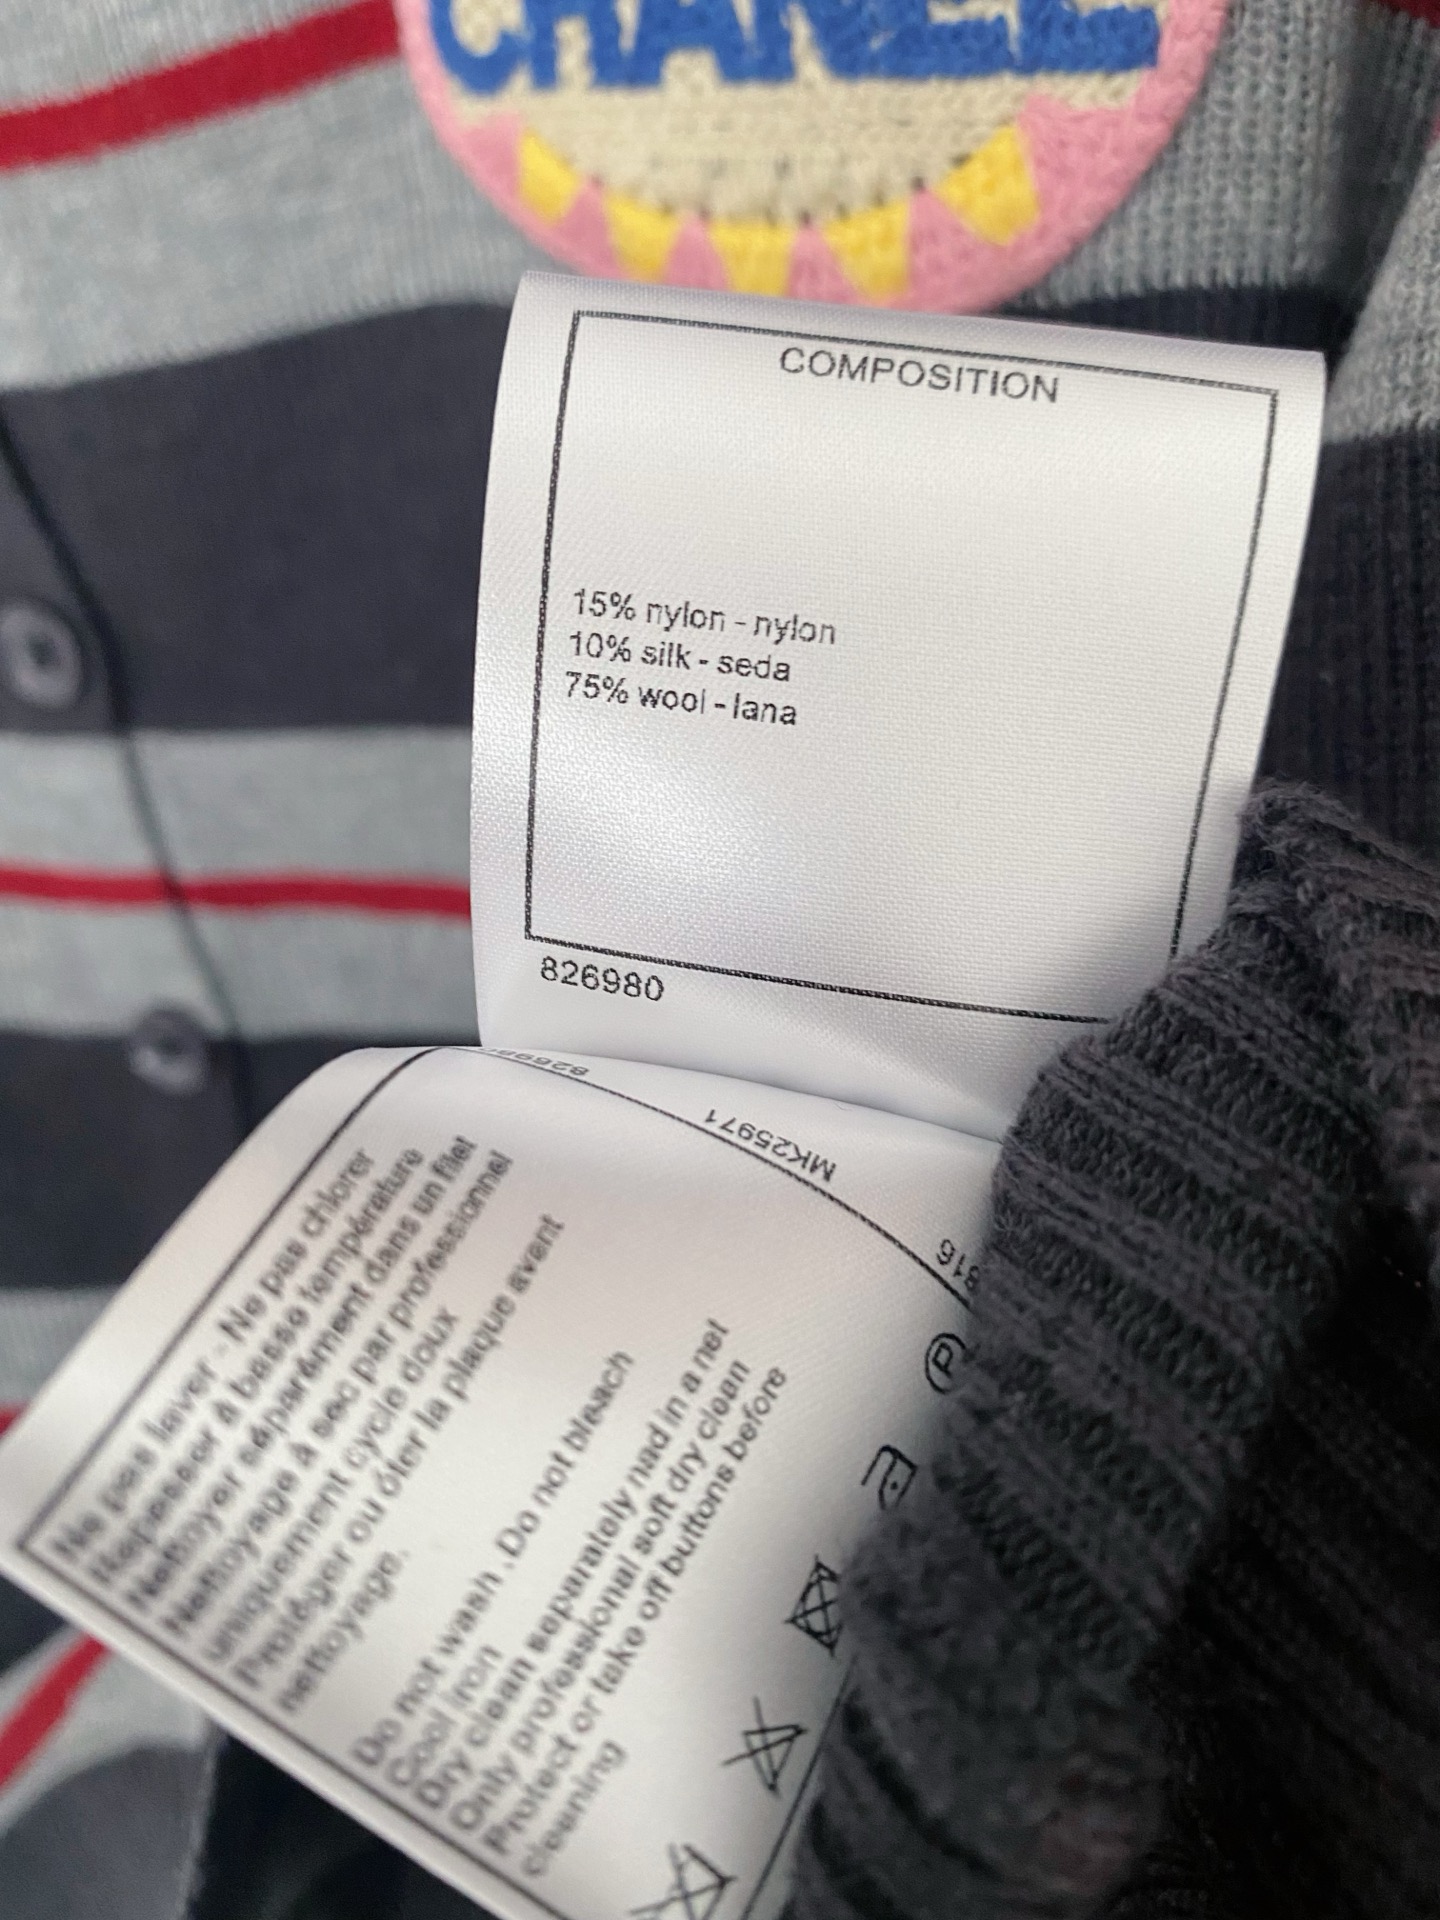 CHANEL
COMPOSITION
15% nylon - nylon
10% silk - seda
75% wool - lana
826980
MK25971
Ne pas laver - Ne pas chlorer
Repasser à basse température
Nettoyer séparément dans un filet
Nettoyage à sec par professionnel
uniquement cycle doux
Protéger ou ôler la plaque avant
nettoyage.
Do not wash . Do not bleach
Cool iron
Dry clean separately nad in a net
Only professional soft dry clean
Protect or take off buttons before
cleaning
P